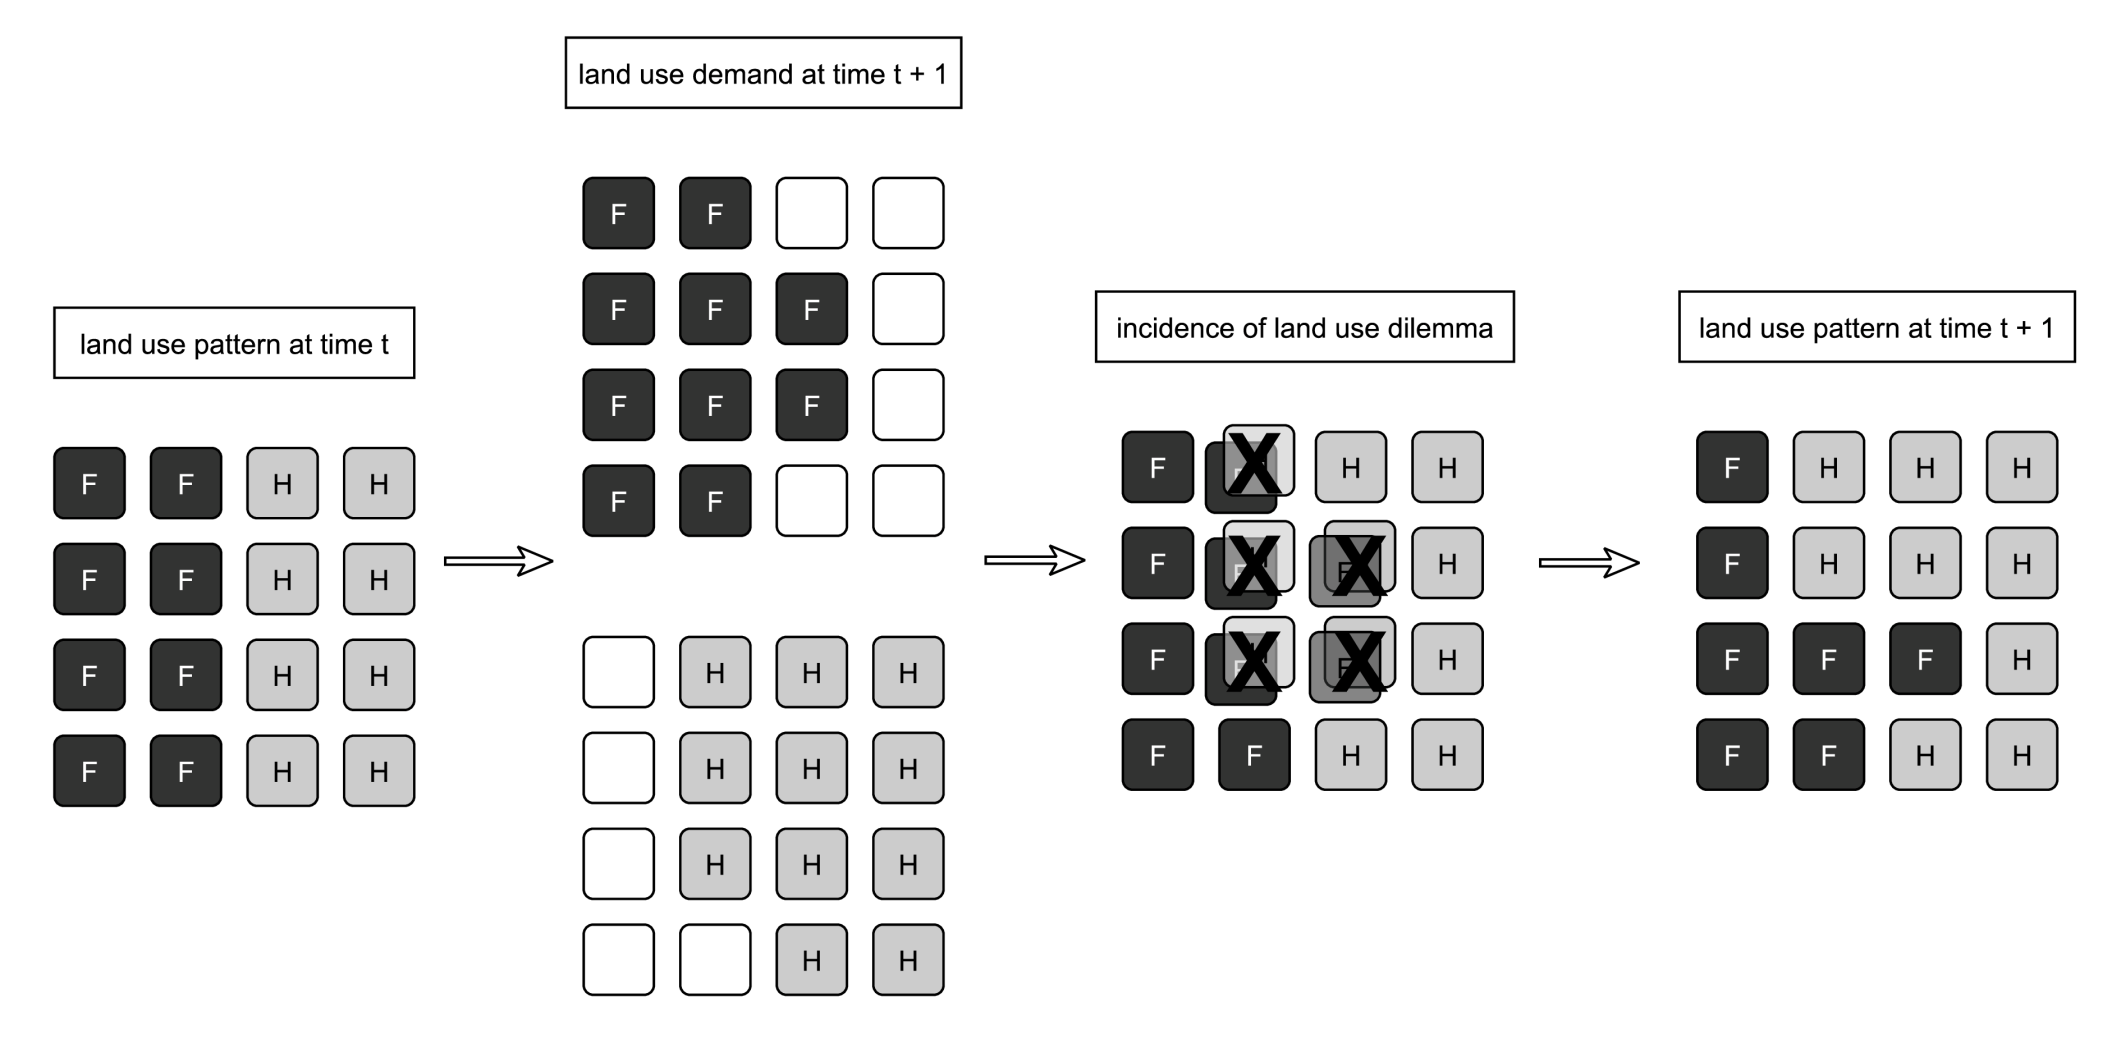 land use demand at time t + 1
F F
F F F
F F F
F F
land use pattern at time t
F F H H
F F H H
F F H H
F F H H
H H H
H H H
H H H
H H
incidence of land use dilemma
F X H H
F X X H
F X X H
F F H H
land use pattern at time t + 1
F H H H
F H H H
F F F H
F F H H